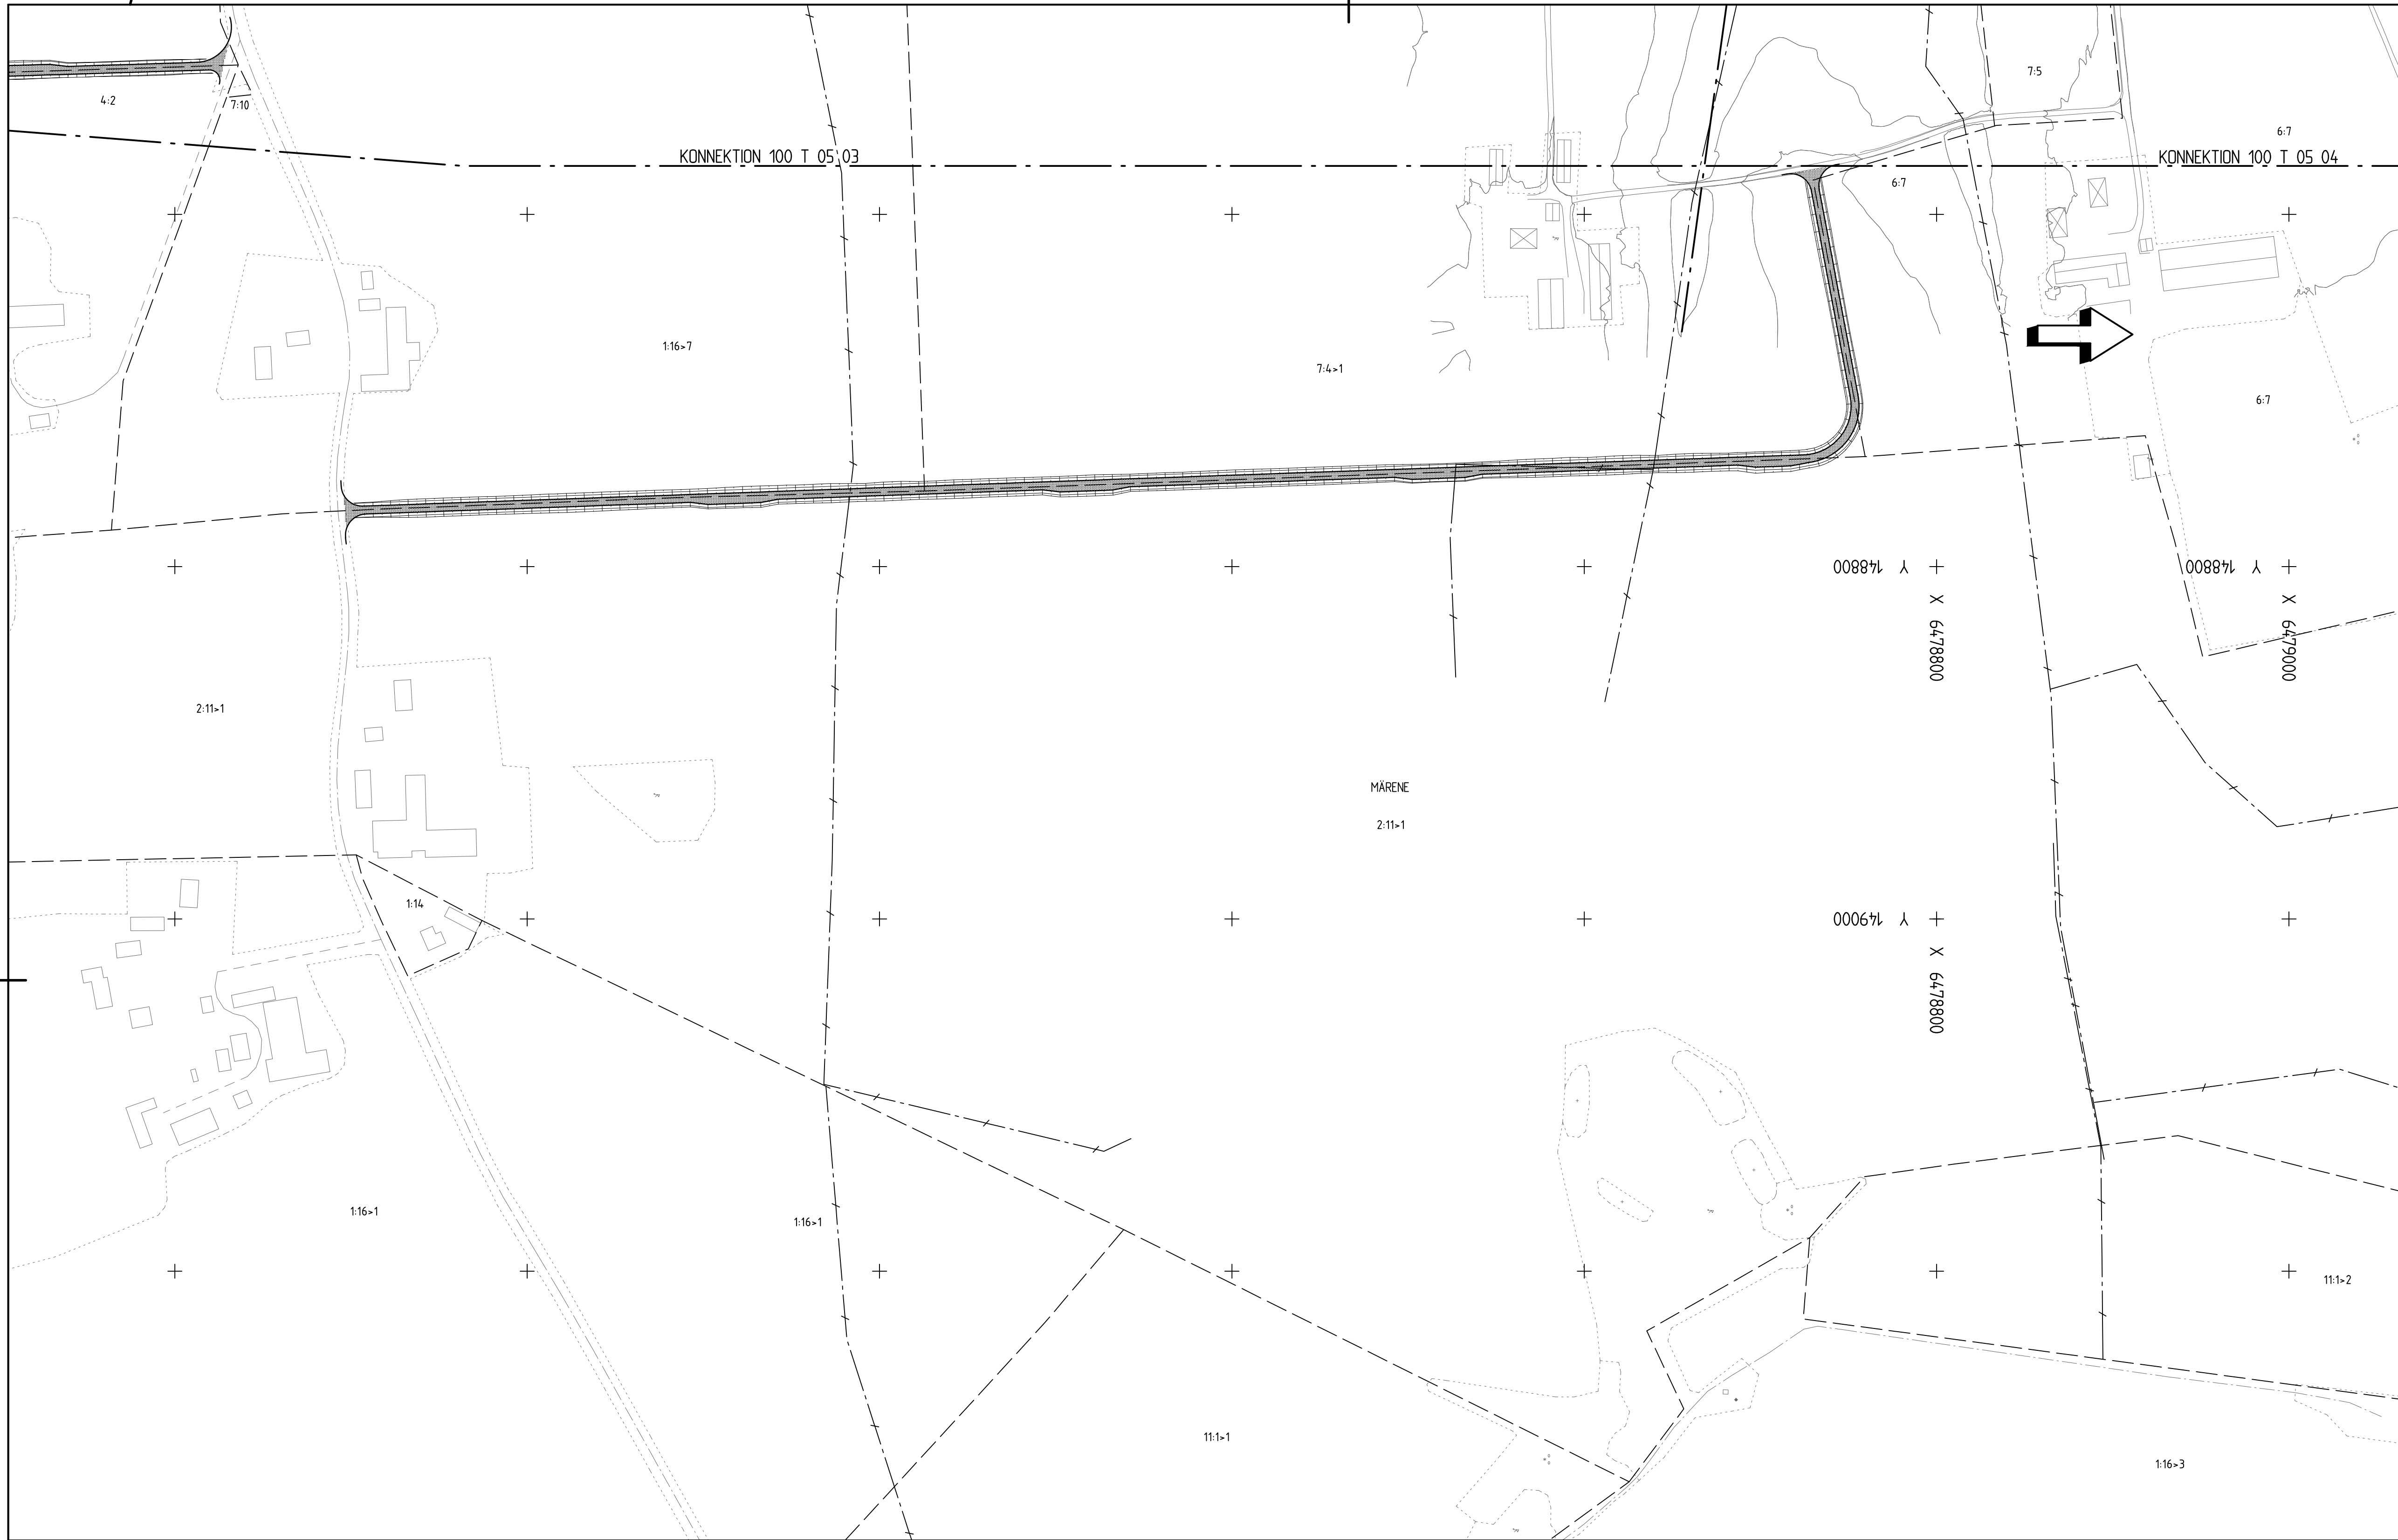 7:5
4:2
7:10
6:7
KONNEKTION 100 T 05 03
KONNEKTION 100 T 05 04
6:7
1:16>7
7:4>1
6:7
Y 148800
Y 148800
X 6478800
X 6479000
2:11>1
MÄRENE
2:11>1
1:14
Y 149000
X 6478800
1:16>1
1:16>1
11:1>2
11:1>1
1:16>3